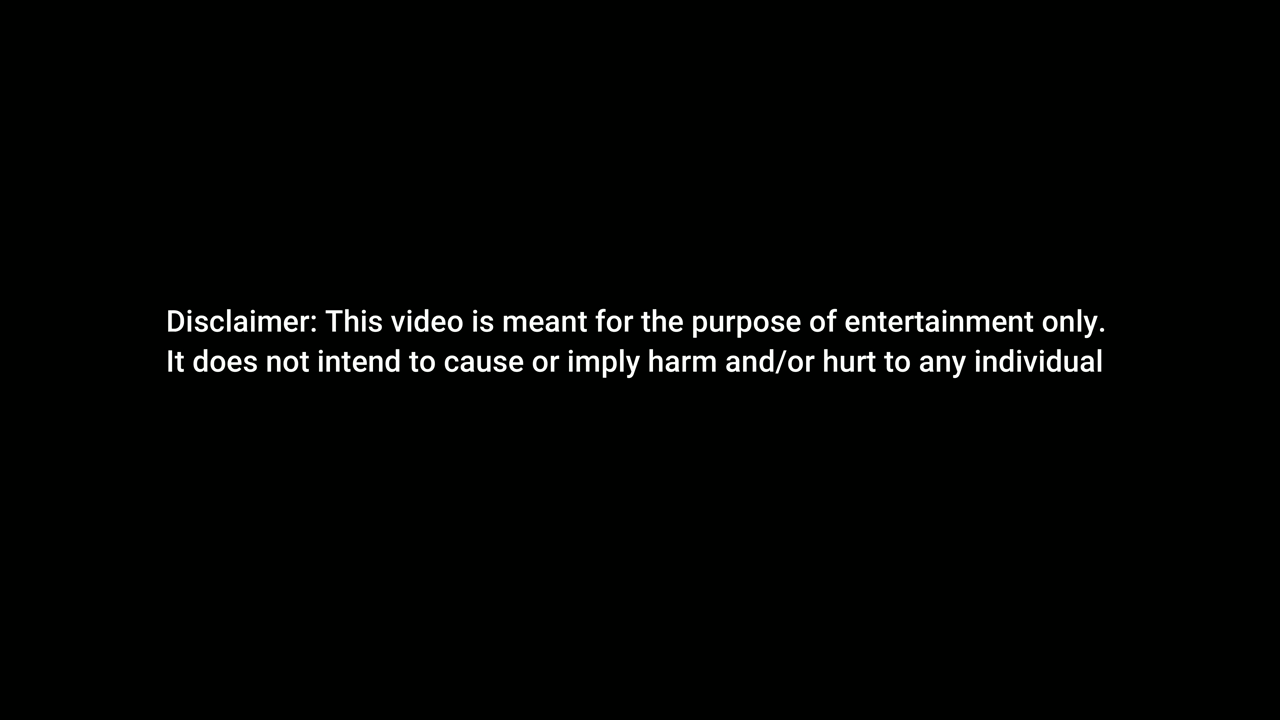 Disclaimer: This video is meant for the purpose of entertainment only.
It does not intend to cause or imply harm and/or hurt to any individual